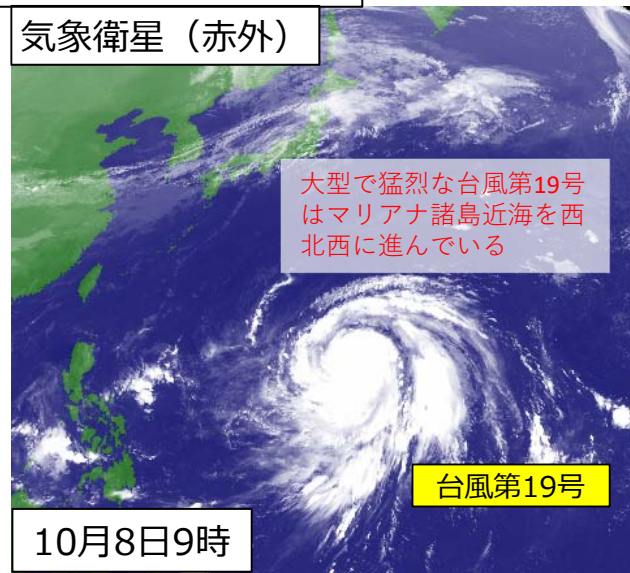 気象衛星（赤外）
大型で猛烈な台風第19号
はマリアナ諸島近海を西
北西に進んでいる
台風第19号
10月8日9時